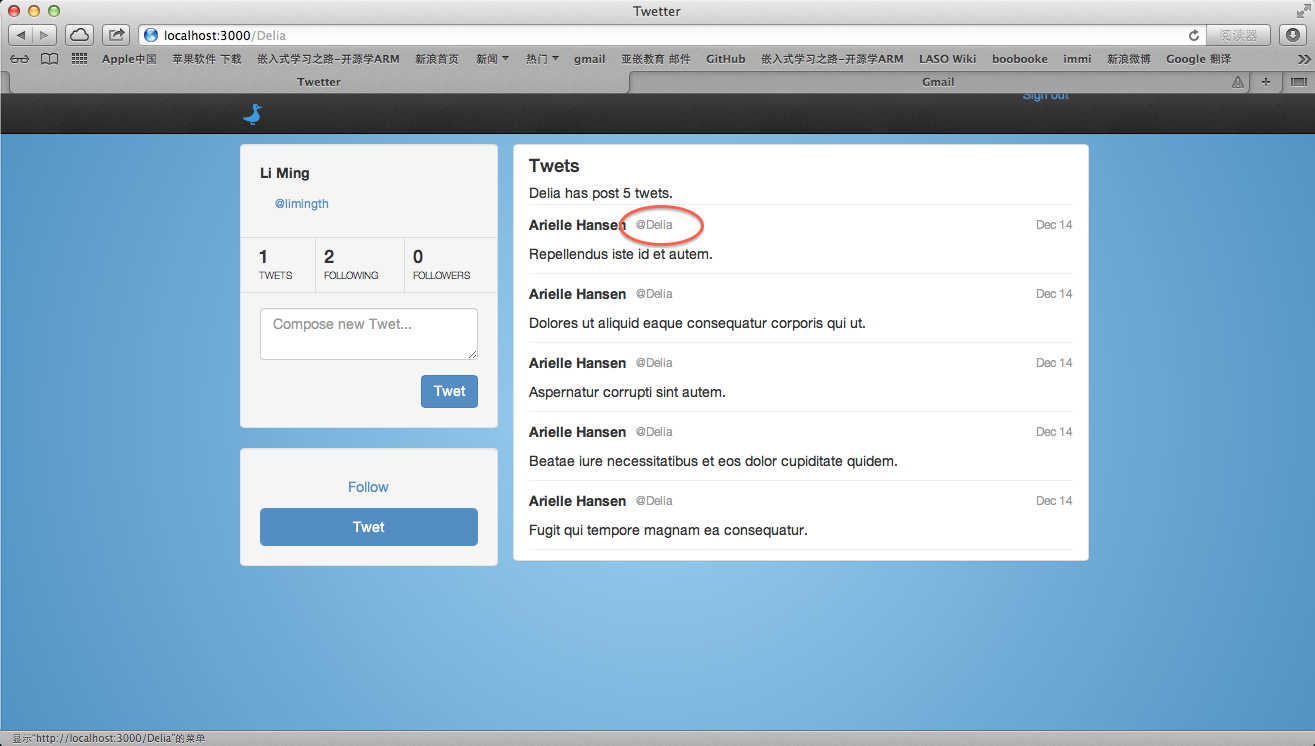 Twetter
localhost:3000/Delia
阅读器
Apple中国 苹果软件 下载 嵌入式学习之路-开源学ARM 新浪首页 新闻 热门 gmail 亚嵌教育 邮件 GitHub 嵌入式学习之路-开源学ARM LASO Wiki boobooke immi 新浪微博 Google 翻译
Twetter Gmail
Sign out
Li Ming
@limingth
1 2 0
TWETS FOLLOWING FOLLOWERS
Compose new Twet...
Twet
Follow
Twet
Twets
Delia has post 5 twets.
Arielle Hansen @Delia Dec 14
Repellendus iste id et autem.
Arielle Hansen @Delia Dec 14
Dolores ut aliquid eaque consequatur corporis qui ut.
Arielle Hansen @Delia Dec 14
Aspernatur corrupti sint autem.
Arielle Hansen @Delia Dec 14
Beatae iure necessitatibus et eos dolor cupiditate quidem.
Arielle Hansen @Delia Dec 14
Fugit qui tempore magnam ea consequatur.
显示“http://localhost:3000/Delia”的菜单